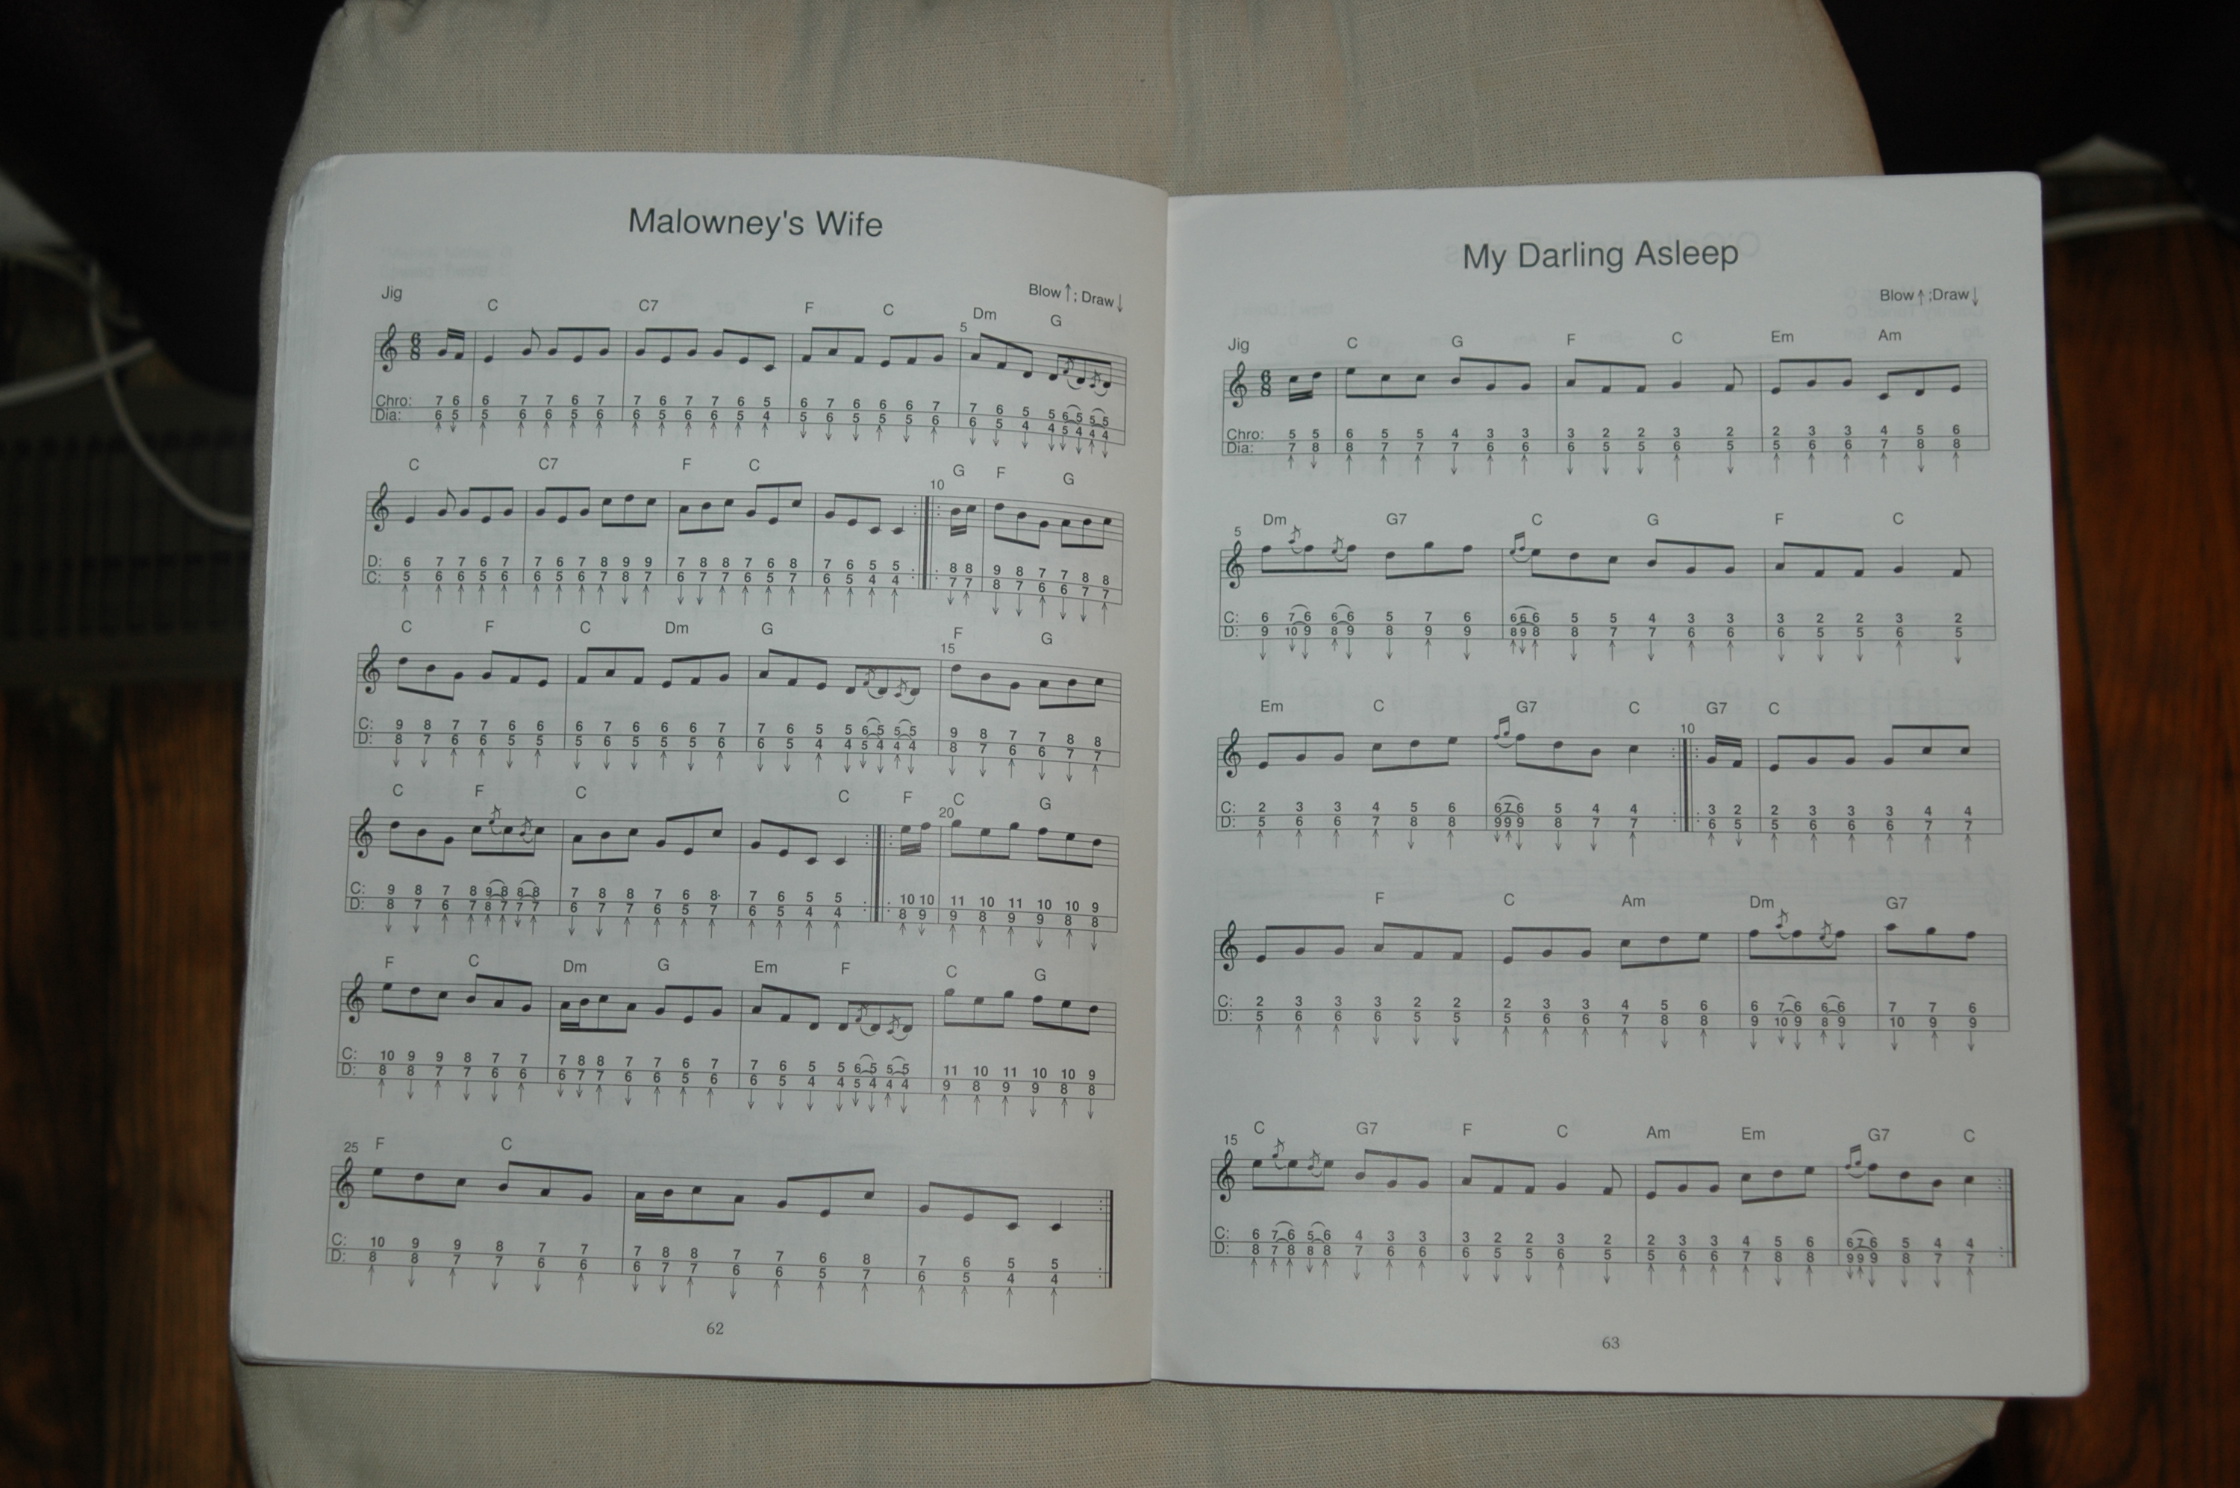 Malowney's Wife
Blow↑; Draw↓
Jig
C C7 F C Dm G
5
6
8
Chro: 7 6 6 7 7 6 7 7 6 7 7 6 5 6 7 6 6 6 7 7 6 5 5 6 5 5 5
Dia: 6 5 5 6 6 5 6 6 5 6 6 5 4 5 6 5 5 5 6 6 5 4 4 5 4 4 4
C C7 F C G F G
10
D: 6 7 7 6 7 7 6 7 8 9 9 7 8 8 7 6 8 7 6 5 5 8 8 9 8 7 7 8 8
C: 5 6 6 5 6 6 5 6 7 8 7 6 7 7 6 5 7 6 5 4 4 7 7 8 7 6 6 7 7
C F C Dm G F G
15
C: 9 8 7 7 6 6 6 7 6 6 6 7 7 6 5 5 6 5 5 5 9 8 7 7 8 8
D: 8 7 6 6 5 5 5 6 5 5 5 6 6 5 4 4 5 4 4 4 8 7 6 6 7 7
C F C C F C G
20
C: 9 8 7 8 9 8 8 8 7 8 8 7 6 8 7 6 5 5 10 10 11 10 11 10 10 9
D: 8 7 6 7 8 7 7 7 6 7 7 6 5 7 6 5 4 4 8 9 9 8 9 9 8 8
F C Dm G Em F C G
C: 10 9 9 8 7 7 7 8 8 7 7 6 7 7 6 5 5 6 5 5 5 11 10 11 10 10 9
D: 8 8 7 7 6 6 6 7 7 6 6 5 6 6 5 4 4 5 4 4 4 9 8 9 9 8 8
25 F C
C: 10 9 9 8 7 7 7 8 8 7 7 6 8 7 6 5 5
D: 8 8 7 7 6 6 6 7 7 6 6 5 7 6 5 4 4
62
My Darling Asleep
Blow↑;Draw↓
Jig
C G F C Em Am
6
8
Chro: 5 5 6 5 5 4 3 3 3 2 2 3 2 2 3 3 4 5 6
Dia: 7 8 8 7 7 7 6 6 6 5 5 6 5 5 6 6 7 8 8
5 Dm G7 C G F C
C: 6 7 6 6 6 5 7 6 6 6 6 5 5 4 3 3 3 2 2 3 2
D: 9 10 9 8 9 8 9 9 8 9 8 8 7 7 6 6 6 5 5 6 5
Em C G7 C G7 C
10
C: 2 3 3 4 5 6 6 7 6 5 4 4 3 2 2 3 3 3 4 4
D: 5 6 6 7 8 8 9 9 9 8 7 7 6 5 5 6 6 6 7 7
F C Am Dm G7
C: 2 3 3 3 2 2 2 3 3 4 5 6 6 7 6 6 6 7 7 6
D: 5 6 6 6 5 5 5 6 6 7 8 8 9 10 9 8 9 10 9 9
15 C G7 F C Am Em G7 C
C: 6 7 6 5 6 4 3 3 3 2 2 3 2 2 3 3 4 5 6 6 7 6 5 4 4
D: 8 7 8 8 8 7 6 6 6 5 5 6 5 5 6 6 7 8 8 9 9 9 8 7 7
63